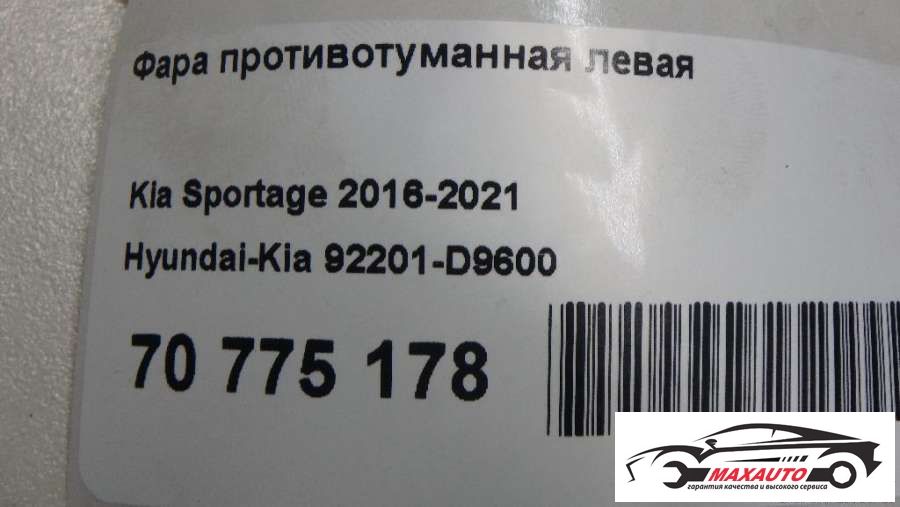 Фара противотуманная левая
Kia Sportage 2016-2021
Hyundai-Kia 92201-D9600
70 775 178
MAXAUTO
гарантия качества и высокого сервиса